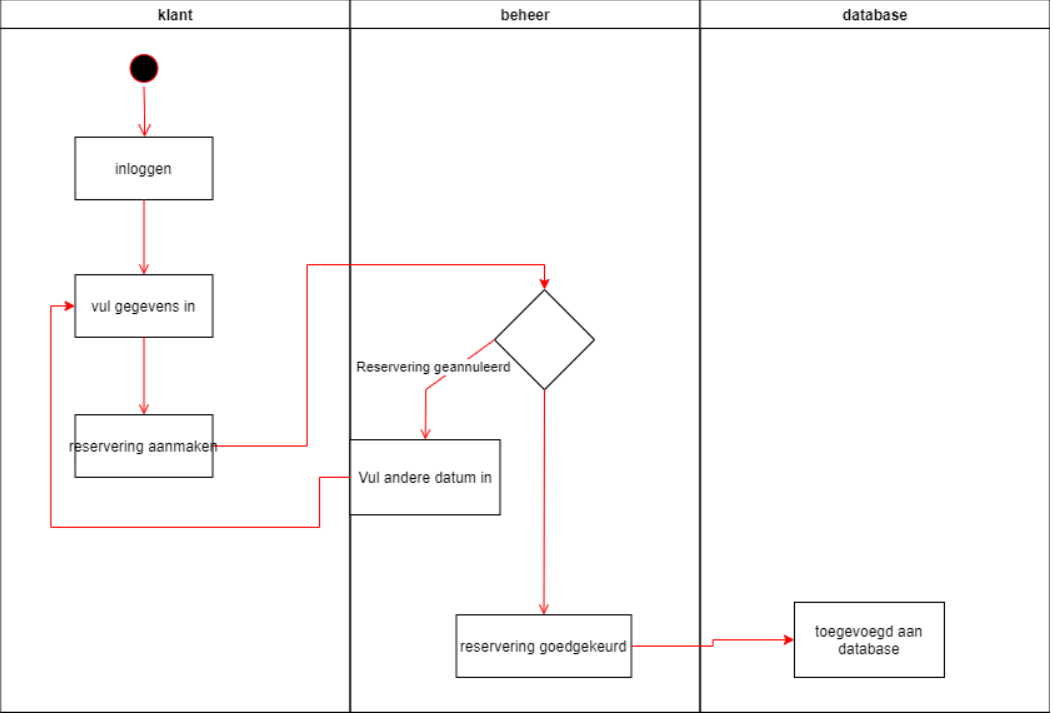 klant
beheer
database
inloggen
vul gegevens in
reservering aanmaken
Reservering geannuleerd
Vul andere datum in
reservering goedgekeurd
toegevoegd aan
database